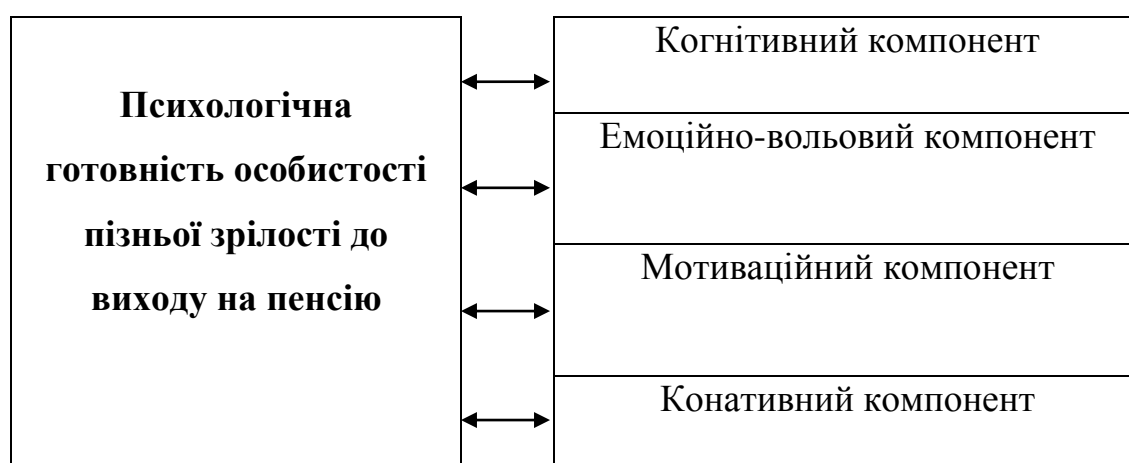 Психологічна
готовність особистості
пізньої зрілості до
виходу на пенсію
Когнітивний компонент
Емоційно-вольовий компонент
Мотиваційний компонент
Конативний компонент